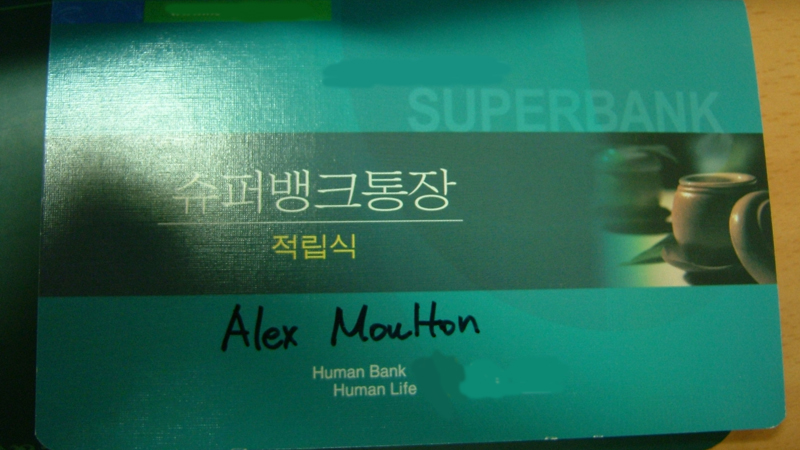 SUPERBANK
슈퍼뱅크통장
적립식
Alex Moulton
Human Bank
Human Life